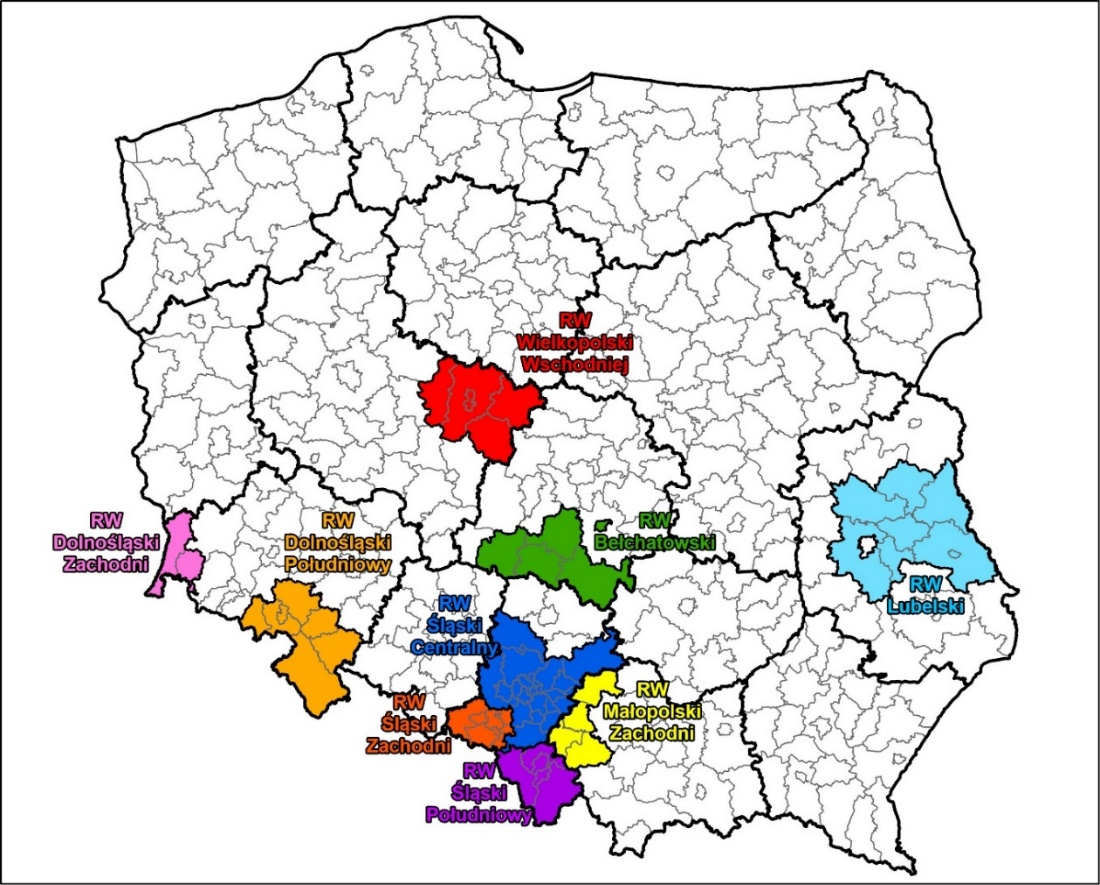 RW
Wielkopolski
Wschodniej
RW
Dolnośląski
Zachodni
RW
Dolnośląski
Południowy
RW
Bełchatowski
RW
Lubelski
RW
Śląski
Centralny
RW
Śląski
Zachodni
RW
Małopolski
Zachodni
RW
Śląski
Południowy